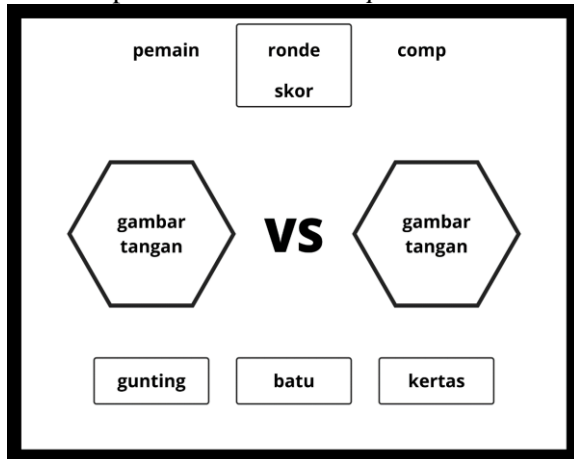 pemain
ronde
comp
skor
gambar
tangan
VS
gambar
tangan
gunting
batu
kertas